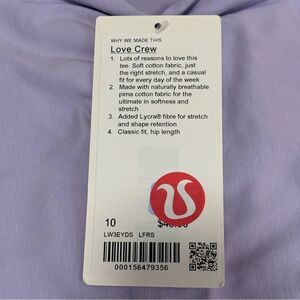 WHY WE MADE THIS
Love Crew
1. Lots of reasons to love this
tee. Soft cotton fabric, just
the right stretch, and a casual
fit for every day of the week
2. Made with naturally breathable
pima cotton fabric for the
ultimate in softness and
stretch
3. Added Lycra® fibre for stretch
and shape retention
4. Classic fit, hip length
10
LW3EYDS LFRS
000156479356